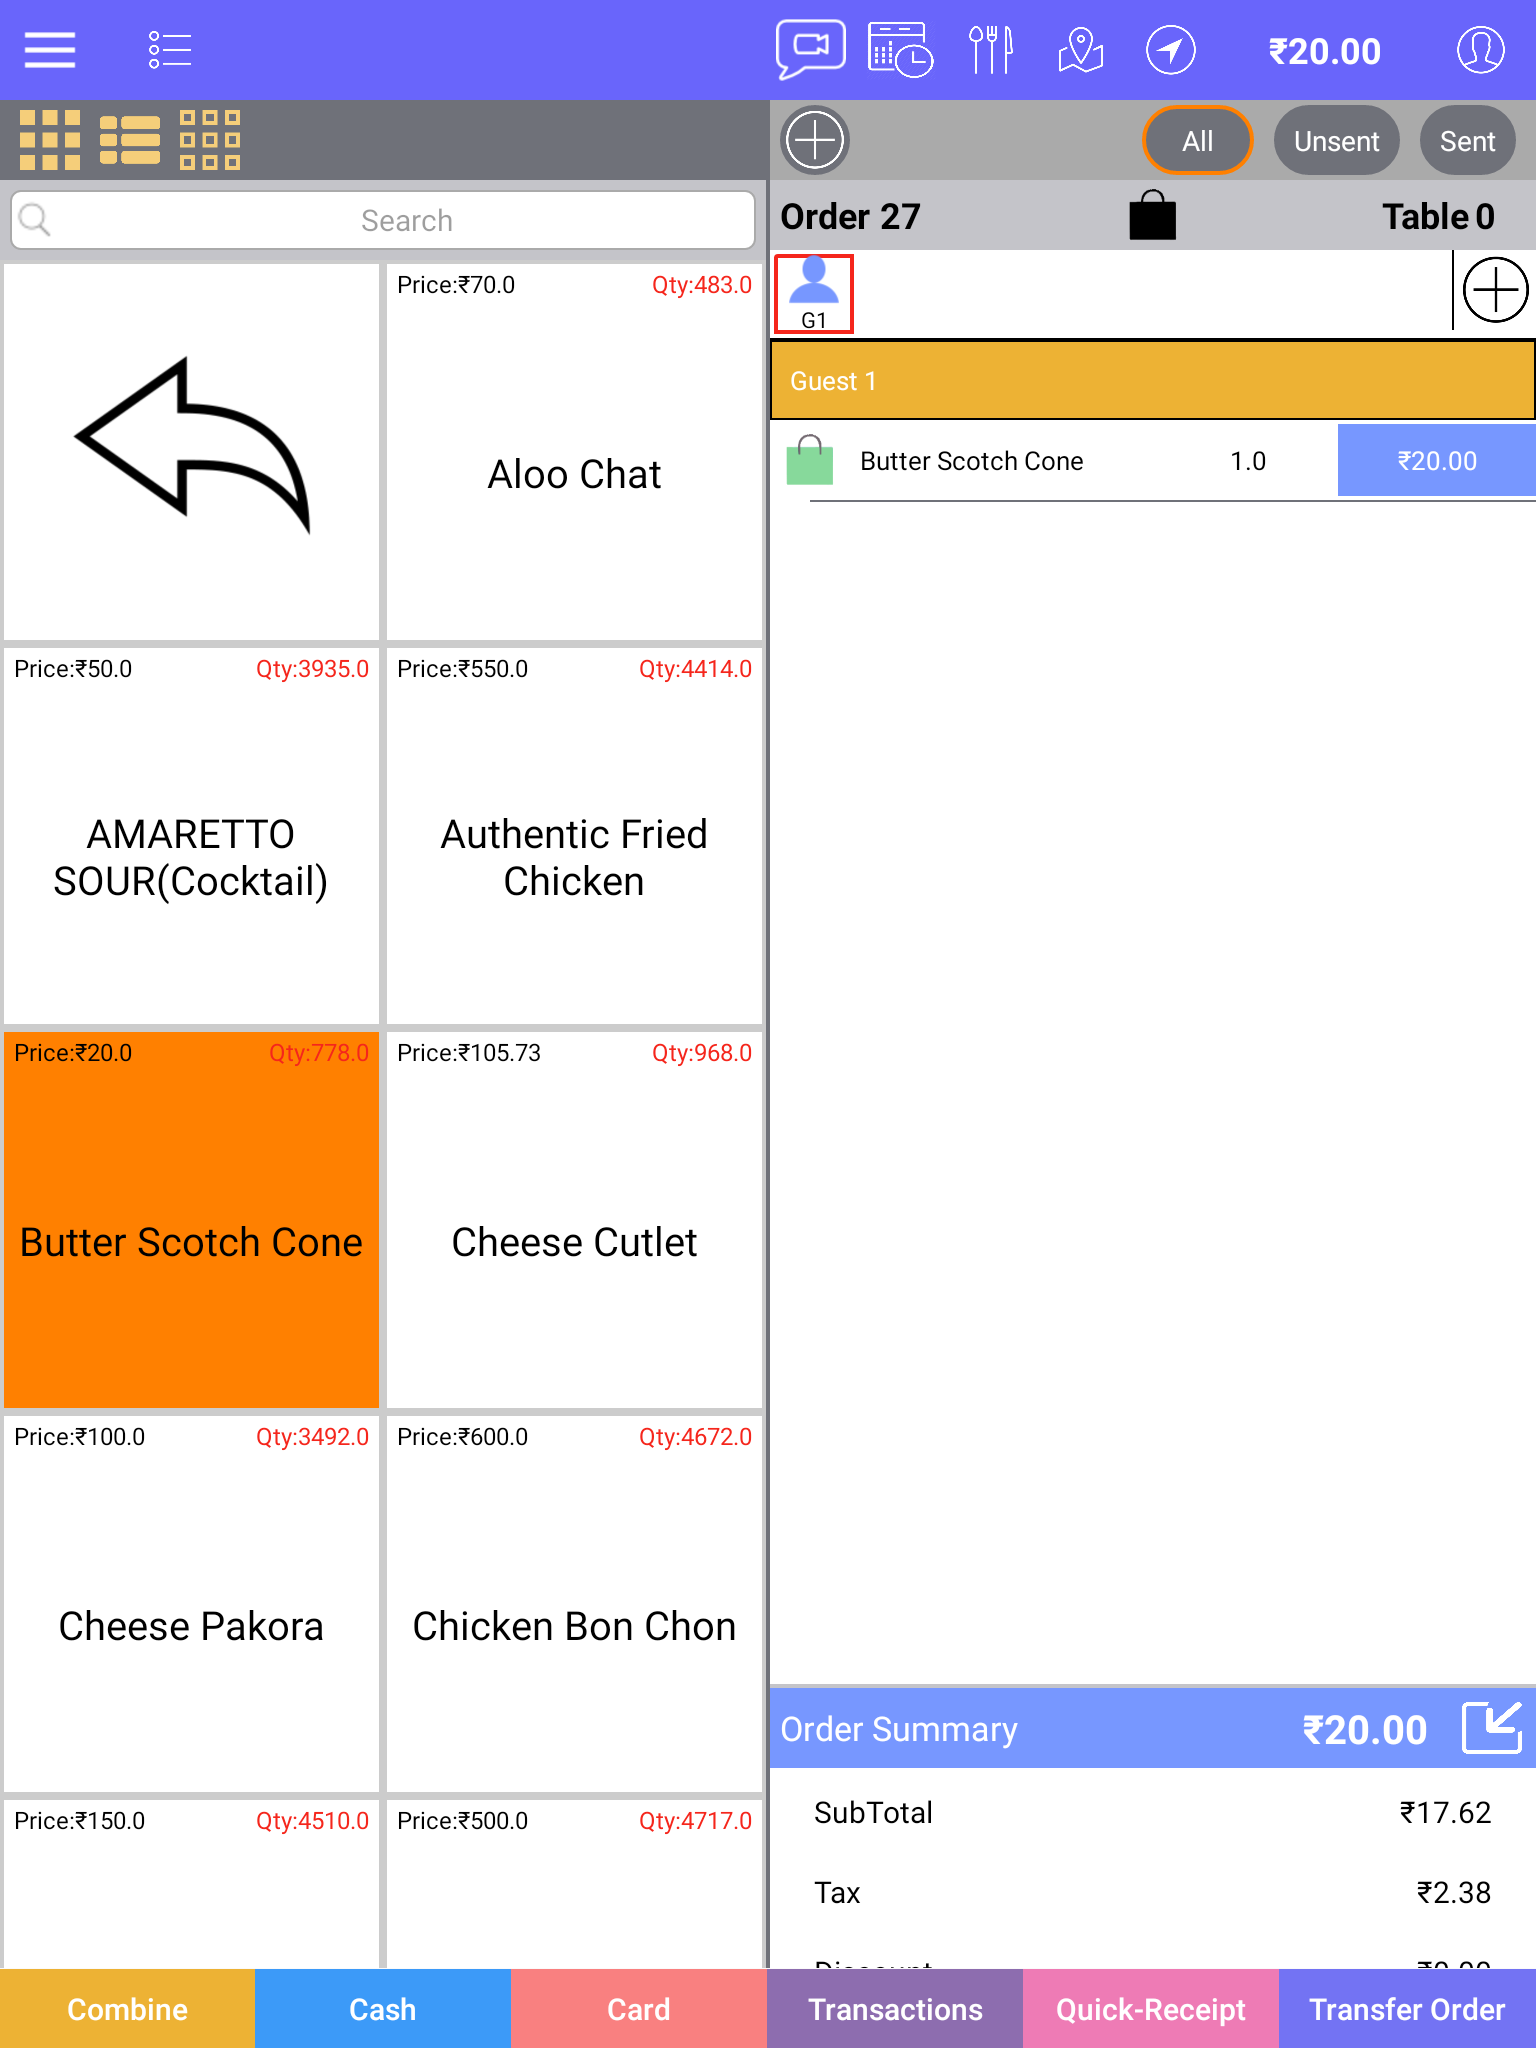 ₹20.00
All
Unsent
Sent
Search
Order 27
Table 0
G1
Guest 1
Butter Scotch Cone 1.0 ₹20.00
Price:₹70.0 Qty:483.0
Aloo Chat
Price:₹50.0 Qty:3935.0
AMARETTO
SOUR(Cocktail)
Price:₹550.0 Qty:4414.0
Authentic Fried
Chicken
Price:₹20.0 Qty:778.0
Butter Scotch Cone
Price:₹105.73 Qty:968.0
Cheese Cutlet
Price:₹100.0 Qty:3492.0
Cheese Pakora
Price:₹600.0 Qty:4672.0
Chicken Bon Chon
Price:₹150.0 Qty:4510.0
Price:₹500.0 Qty:4717.0
Order Summary ₹20.00
SubTotal ₹17.62
Tax ₹2.38
Combine
Cash
Card
Transactions
Quick-Receipt
Transfer Order